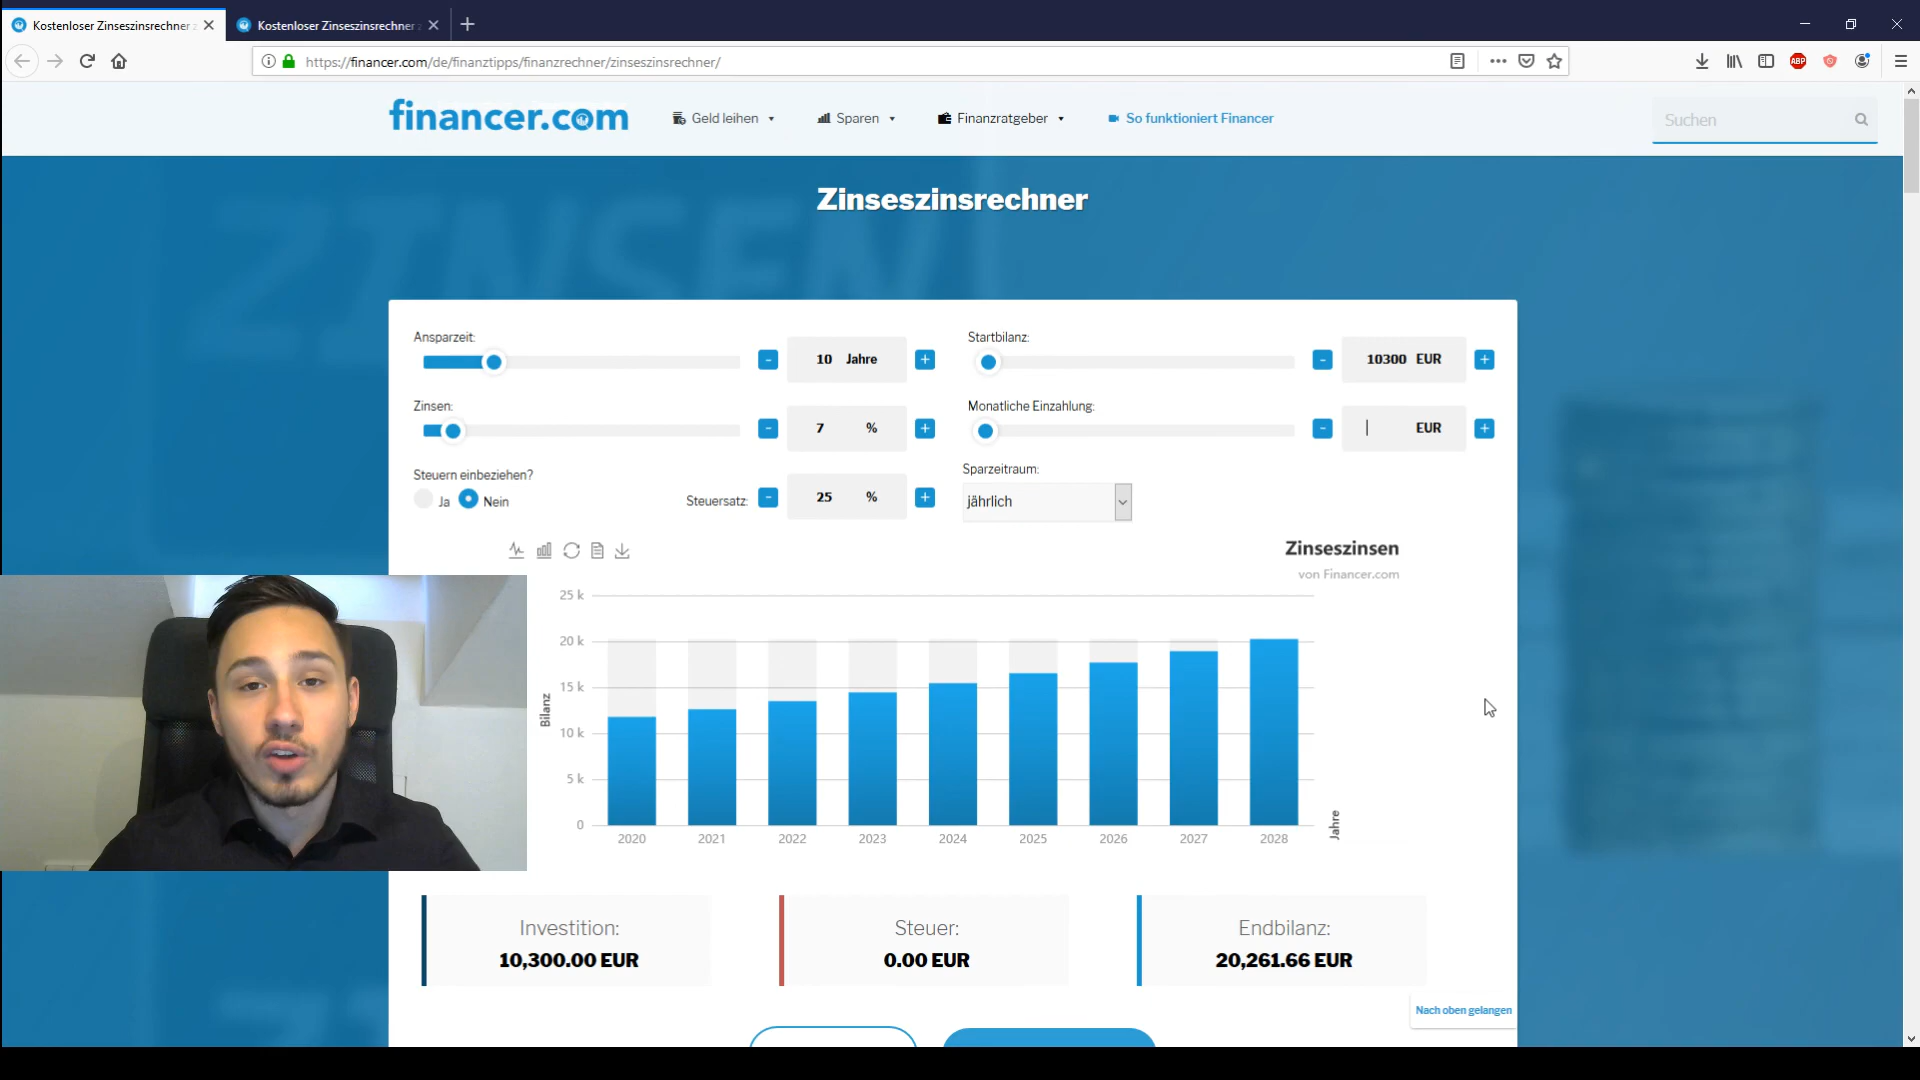 Kostenloser Zinseszinsrechner
Kostenloser Zinseszinsrechner
https://financer.com/de/finanztipps/finanzrechner/zinseszinsrechner/
ABP
financer.com
Geld leihen
Sparen
Finanzratgeber
So funktioniert Financer
Suchen
ZINSEN
Zinseszinsrechner
Ansparzeit:
- 10 Jahre +
Startbilanz:
- 10300 EUR +
Zinsen:
- 7 % +
Monatliche Einzahlung:
- EUR +
Steuern einbeziehen?
Ja Nein
Steuersatz: - 25 % +
Sparzeitraum:
jährlich
Zinseszinsen
von Financer.com
25 k
20 k
15 k
10 k
5 k
0
Bilanz
2020 2021 2022 2023 2024 2025 2026 2027 2028
Jahre
Investition:
10,300.00 EUR
Steuer:
0.00 EUR
Endbilanz:
20,261.66 EUR
Nach oben gelangen